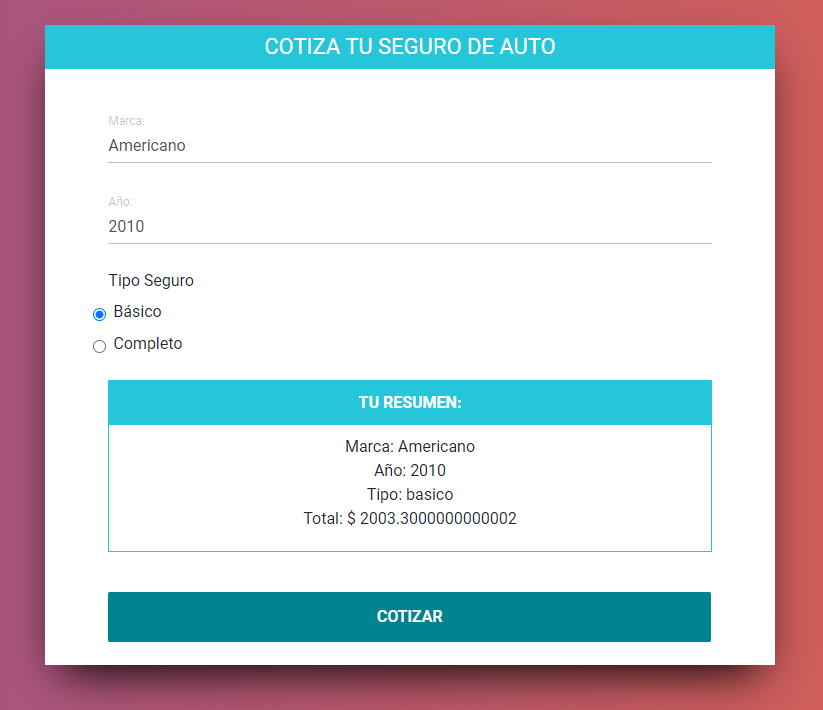 COTIZA TU SEGURO DE AUTO
Marca:
Americano
Año:
2010
Tipo Seguro
Básico
Completo
TU RESUMEN:
Marca: Americano
Año: 2010
Tipo: basico
Total: $ 2003.3000000000002
COTIZAR